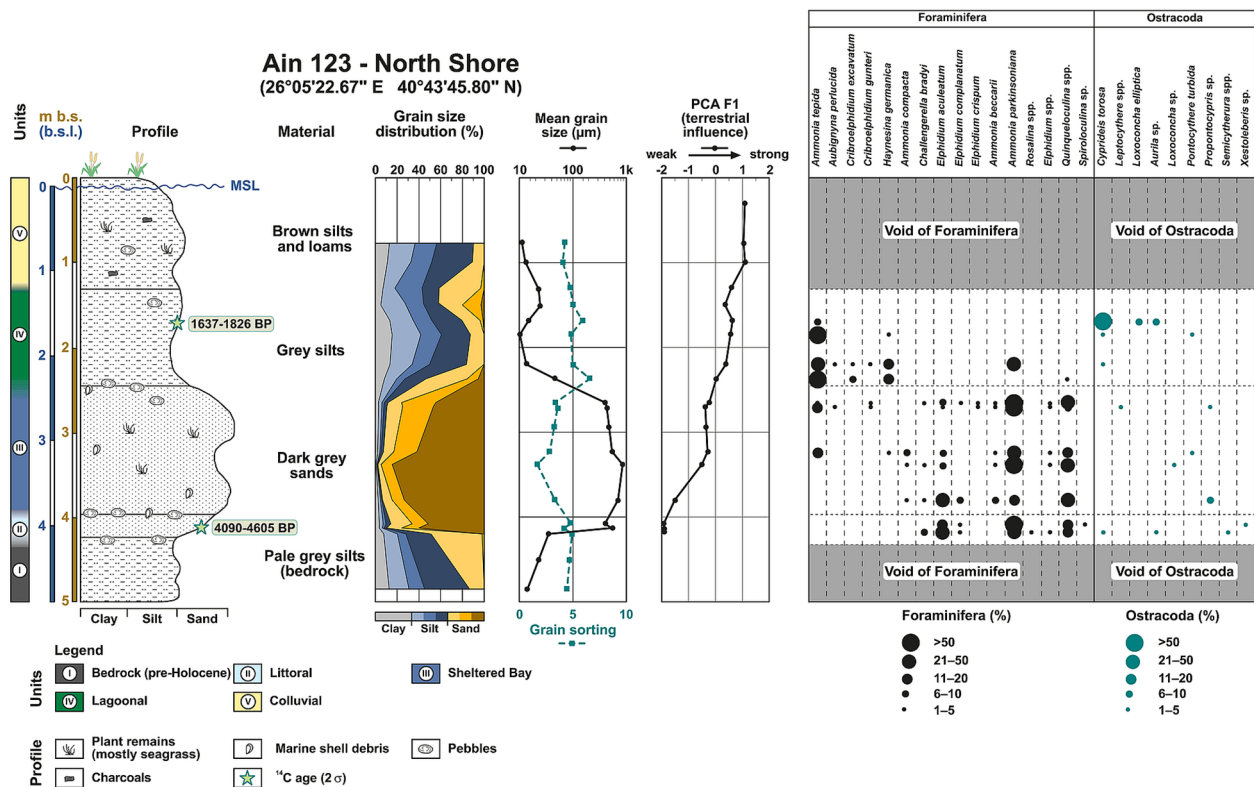 Ain 123 - North Shore
(26°05'22.67" E 40°43'45.80" N)
Units
m b.s.
(b.s.l.)
Profile
Material
Grain size
distribution (%)
Mean grain
size (µm)
PCA F1
(terrestrial
influence)
weak
strong
0 20 40 60 80 100
10 100 1k
-2 -1 0 1 2
Foraminifera
Ostracoda
Ammonia tepida
Aubignyna perlucida
Cribroelphidium excavatum
Cribroelphidium gunteri
Haynesina germanica
Ammonia compacta
Challengerella bradyi
Elphidium aculeatum
Elphidium complanatum
Elphidium crispum
Ammonia beccarii
Ammonia parkinsoniana
Rosalina spp.
Elphidium spp.
Quinqueloculina spp.
Spiroloculina sp.
Cyprideis torosa
Leptocythere spp.
Loxoconcha elliptica
Aurila sp.
Loxoconcha sp.
Pontocythere turbida
Propontocypris sp.
Semicytherura spp.
Xestoleberis sp.
MSL
0
0
1
1
2
2
3
3
4
4
5
V
IV
III
II
I
Brown silts
and loams
Grey silts
Dark grey
sands
Pale grey silts
(bedrock)
1637-1826 BP
4090-4605 BP
Void of Foraminifera
Void of Ostracoda
Void of Foraminifera
Void of Ostracoda
Clay Silt Sand
Clay Silt Sand
0 5 10
Grain sorting
Foraminifera (%)
>50
21–50
11–20
6–10
1–5
Ostracoda (%)
>50
21–50
11–20
6–10
1–5
Legend
Units
I Bedrock (pre-Holocene)
II Littoral
III Sheltered Bay
IV Lagoonal
V Colluvial
Profile
Plant remains
(mostly seagrass)
Marine shell debris
Pebbles
Charcoals
¹⁴C age (2 σ)